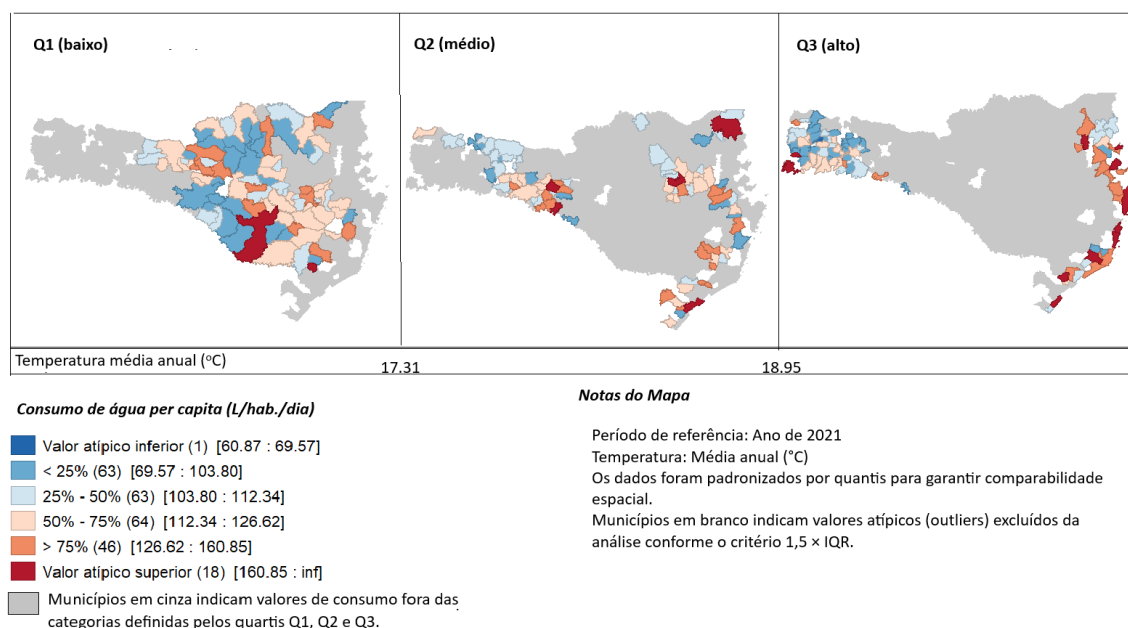 Q1 (baixo)
Q2 (médio)
Q3 (alto)
Temperatura média anual (°C)
17.31
18.95
Consumo de água per capita (L/hab./dia)
Valor atípico inferior (1) [60.87 : 69.57]
< 25% (63) [69.57 : 103.80]
25% - 50% (63) [103.80 : 112.34]
50% - 75% (64) [112.34 : 126.62]
> 75% (46) [126.62 : 160.85]
Valor atípico superior (18) [160.85 : inf]
Municípios em cinza indicam valores de consumo fora das
categorias definidas pelos quartis Q1, Q2 e Q3.
Notas do Mapa
Período de referência: Ano de 2021
Temperatura: Média anual (°C)
Os dados foram padronizados por quantis para garantir comparabilidade
espacial.
Municípios em branco indicam valores atípicos (outliers) excluídos da
análise conforme o critério 1,5 × IQR.